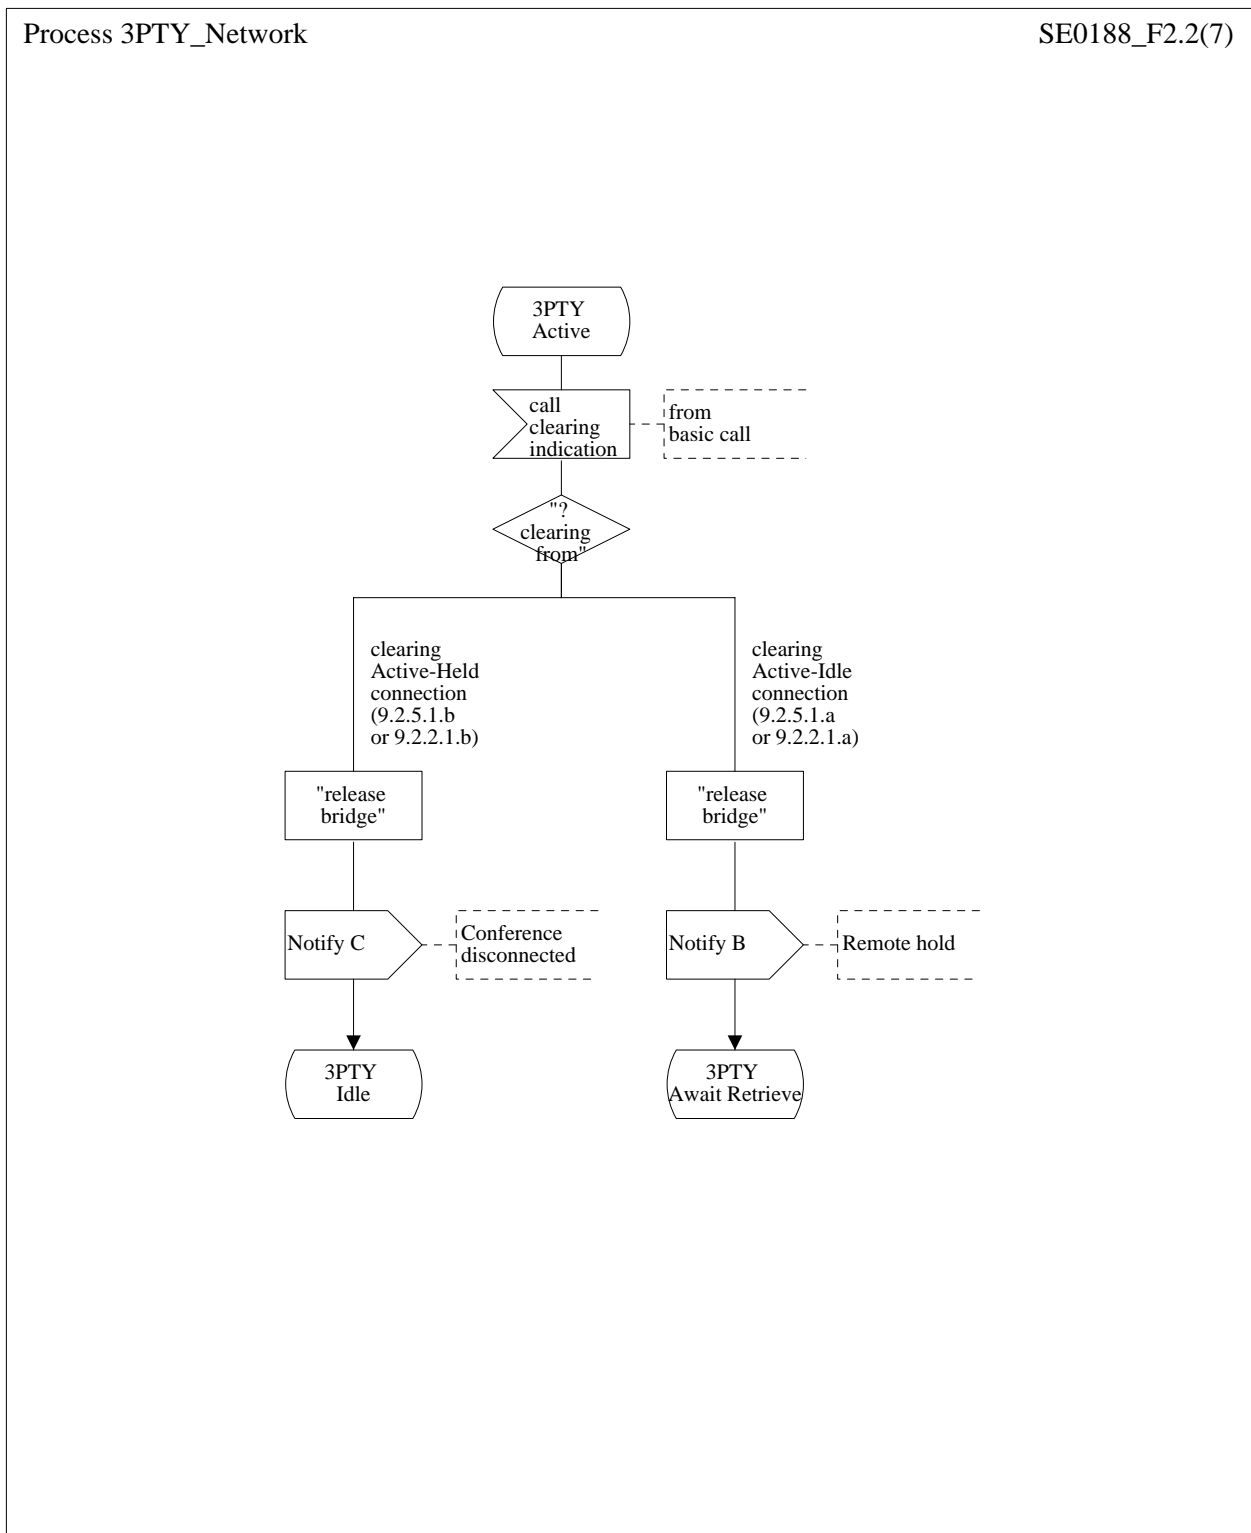 Process 3PTY_Network
SE0188_F2.2(7)
3PTY
Active
call
clearing
indication
from
basic call
"?
clearing
from"
clearing
Active-Held
connection
(9.2.5.1.b
or 9.2.2.1.b)
clearing
Active-Idle
connection
(9.2.5.1.a
or 9.2.2.1.a)
"release
bridge"
"release
bridge"
Notify C
Conference
disconnected
Notify B
Remote hold
3PTY
Idle
3PTY
Await Retrieve